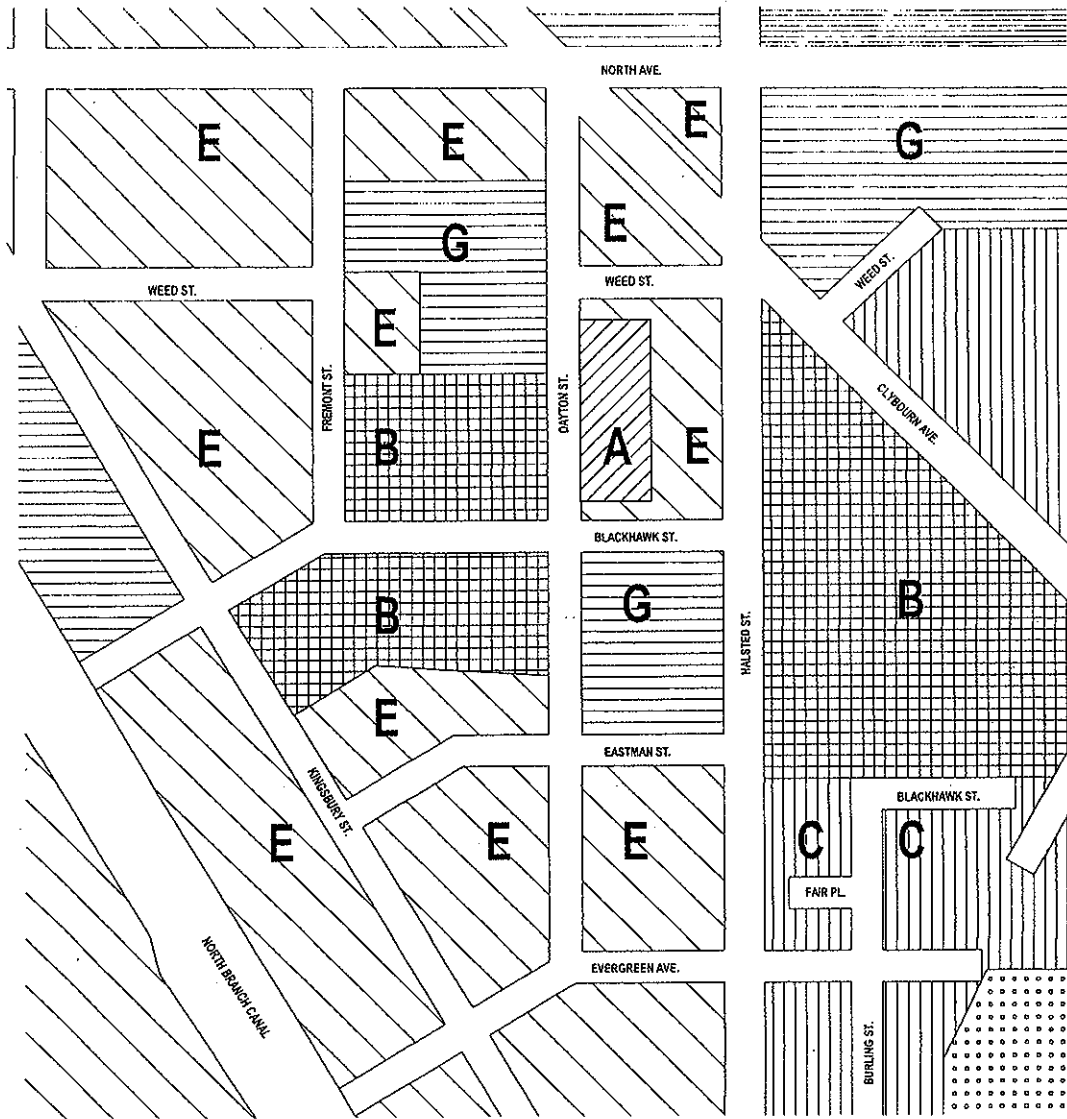 NORTH AVE.
E
E
E
G
E
G
WEED ST.
WEED ST.
WEED ST.
E
FREMONT ST.
DAYTON ST.
CLYBOURN AVE.
E
B
A
E
BLACKHAWK ST.
B
G
B
HALSTED ST.
E
EASTMAN ST.
KINGSBURY ST.
BLACKHAWK ST.
E
E
E
C
C
FAIR PL.
NORTH BRANCH CANAL
EVERGREEN AVE.
BURLING ST.